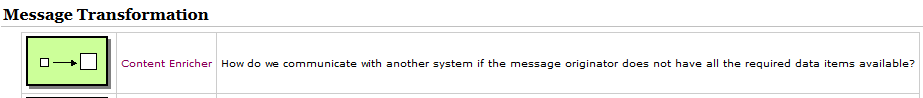 Message Transformation
Content Enricher How do we communicate with another system if the message originator does not have all the required data items available?